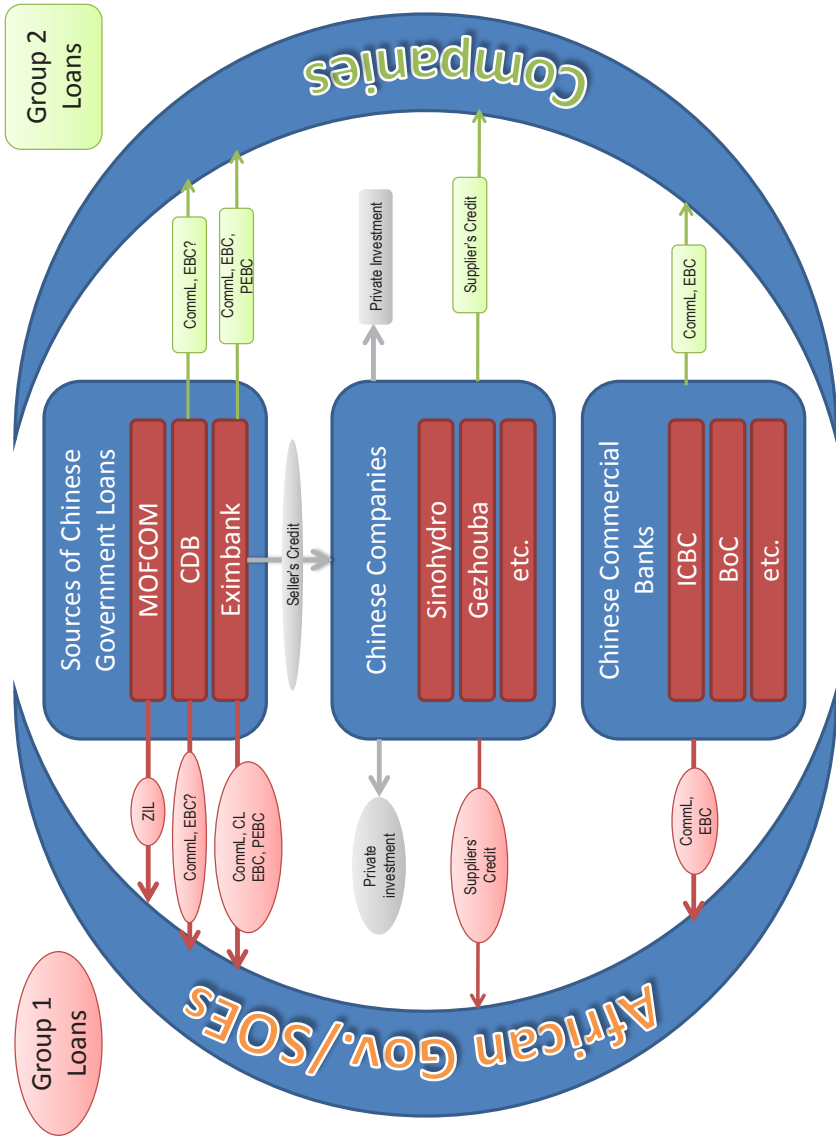 Group 1
Loans
Group 2
Loans
African Gov./SOEs
Companies
Sources of Chinese
Government Loans
MOFCOM
CDB
Eximbank
ZIL
CommL, EBC?
CommL, CL
EBC, PEBC
CommL, EBC?
CommL, EBC,
PEBC
Seller's Credit
Chinese Companies
Sinohydro
Gezhouba
etc.
Private
investment
Suppliers'
Credit
Private Investment
Supplier's Credit
Chinese Commercial
Banks
ICBC
BoC
etc.
CommL,
EBC
CommL, EBC